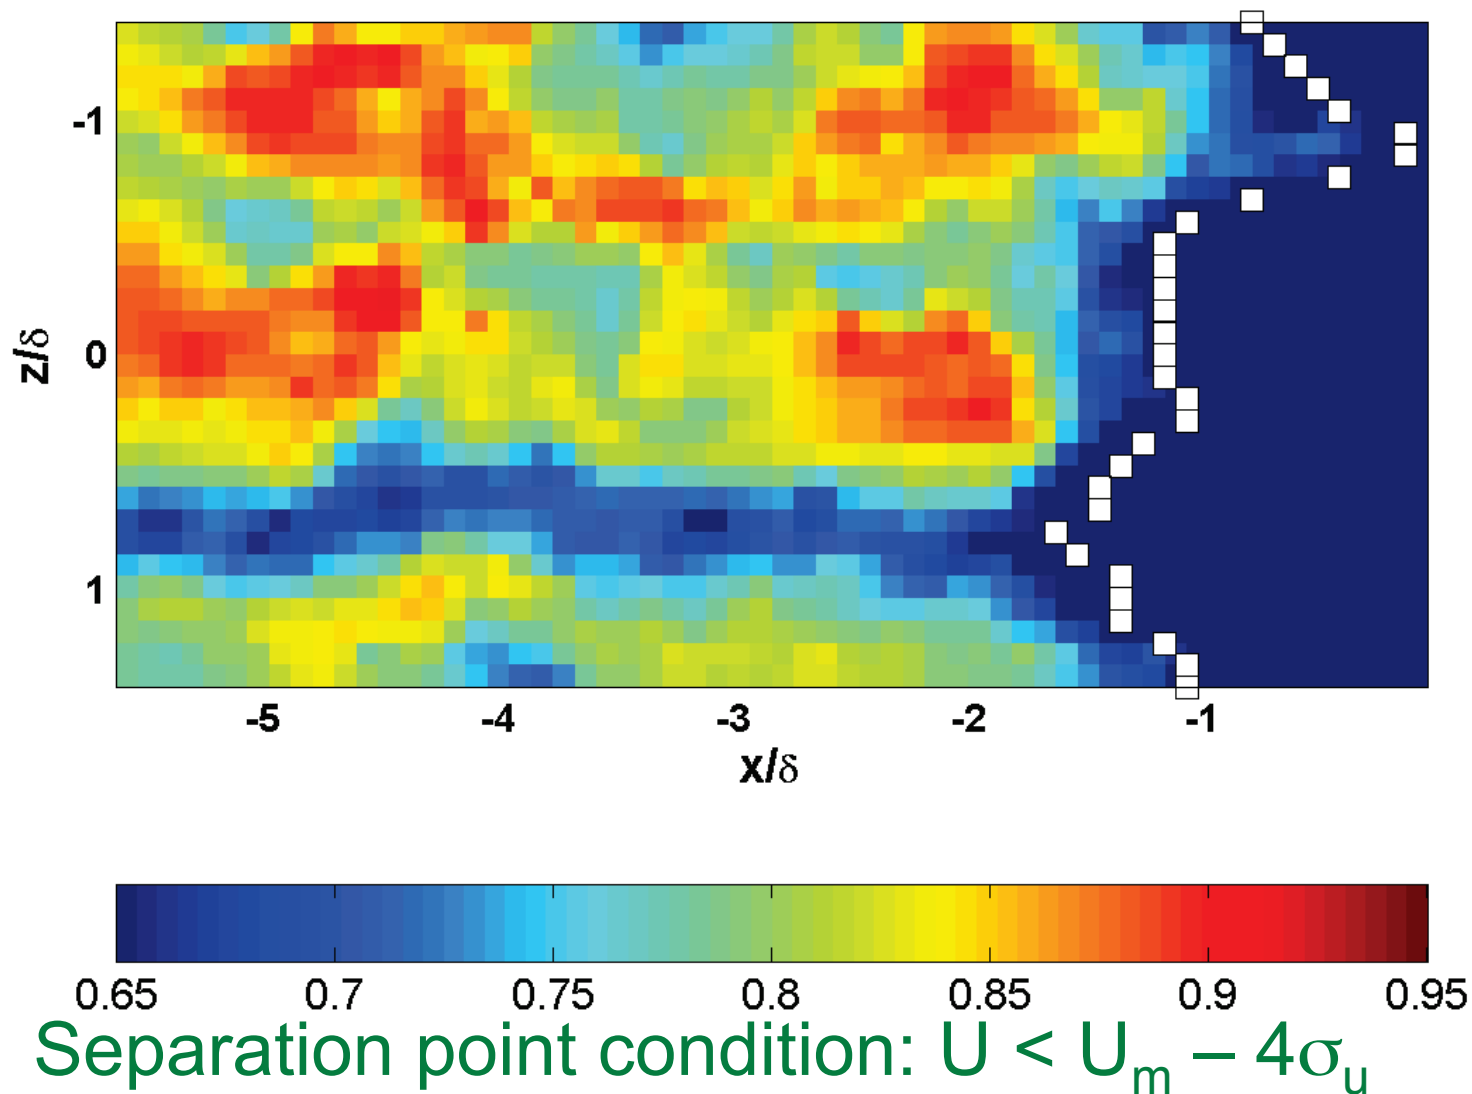 -1
0
1
z/δ
-5 -4 -3 -2 -1
x/δ
0.65 0.7 0.75 0.8 0.85 0.9 0.95
Separation point condition: U < Um – 4σu